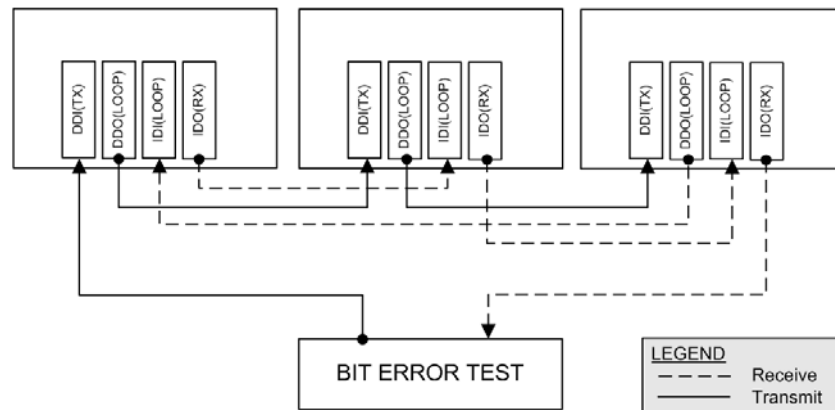 DDI(TX)
DDO(LOOP)
IDI(LOOP)
IDO(RX)
DDI(TX)
DDO(LOOP)
IDI(LOOP)
IDO(RX)
DDI(TX)
DDO(LOOP)
IDI(LOOP)
IDO(RX)
BIT ERROR TEST
LEGEND
Receive
Transmit